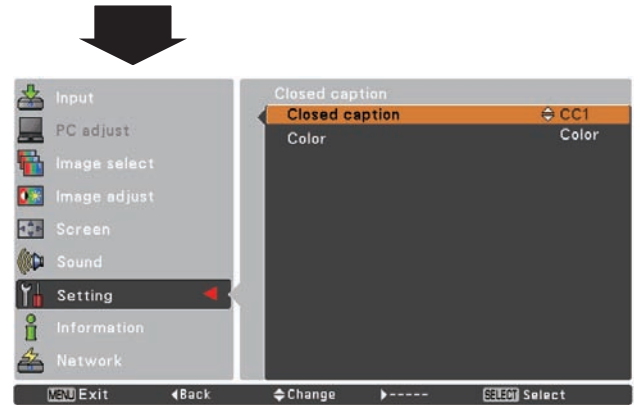 Input
PC adjust
Image select
Image adjust
Screen
Sound
Setting
Information
Network
Closed caption
Closed caption CC1
Color Color
MENU Exit Back Change ----- SELECT Select